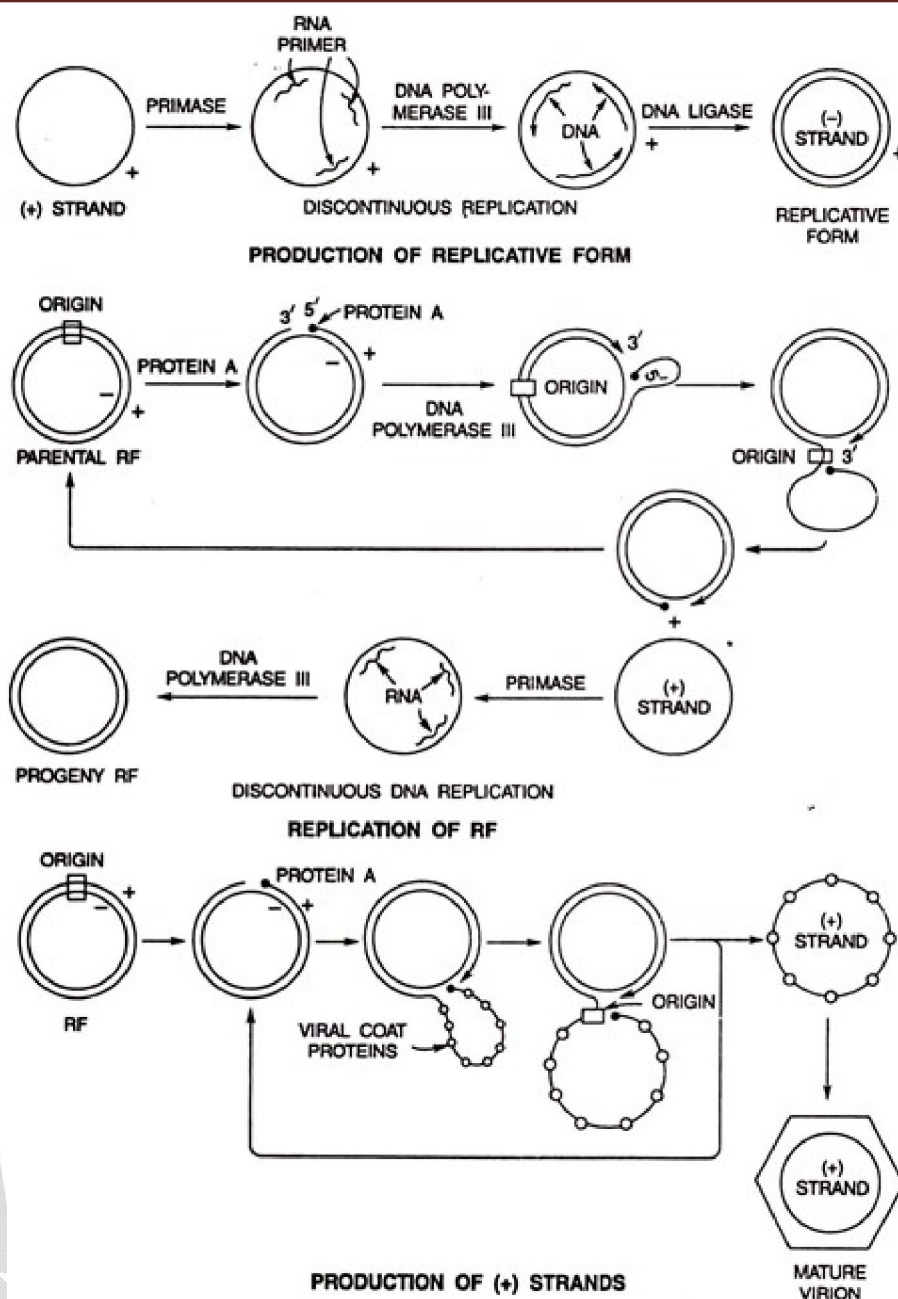 RNA
PRIMER
PRIMASE
DNA POLY-
MERASE III
DNA LIGASE
DNA
(-)
STRAND
+
+
+
+
(+) STRAND
DISCONTINUOUS REPLICATION
REPLICATIVE
FORM
PRODUCTION OF REPLICATIVE FORM
ORIGIN
3' 5'
PROTEIN A
PROTEIN A
3'
5'
ORIGIN
DNA
POLYMERASE III
-
+
-
+
PARENTAL RF
ORIGIN
3'
+
DNA
POLYMERASE III
RNA
PRIMASE
(+)
STRAND
PROGENY RF
DISCONTINUOUS DNA REPLICATION
REPLICATION OF RF
ORIGIN
+
-
PROTEIN A
-
+
RF
VIRAL COAT
PROTEINS
ORIGIN
(+)
STRAND
(+)
STRAND
MATURE
VIRION
PRODUCTION OF (+) STRANDS